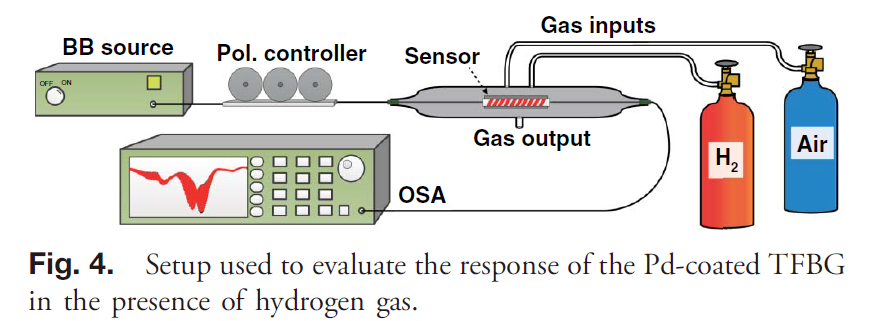 Gas inputs
BB source
Pol. controller
Sensor
OFF ON
Gas output
H2
Air
OSA
Fig. 4. Setup used to evaluate the response of the Pd-coated TFBG
in the presence of hydrogen gas.